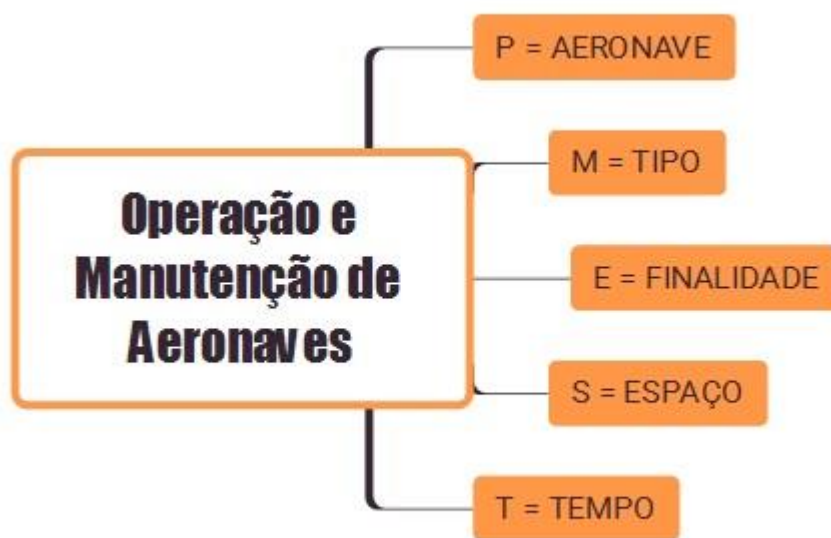 Operação e
Manutenção de
Aeronaves
P = AERONAVE
M = TIPO
E = FINALIDADE
S = ESPAÇO
T = TEMPO